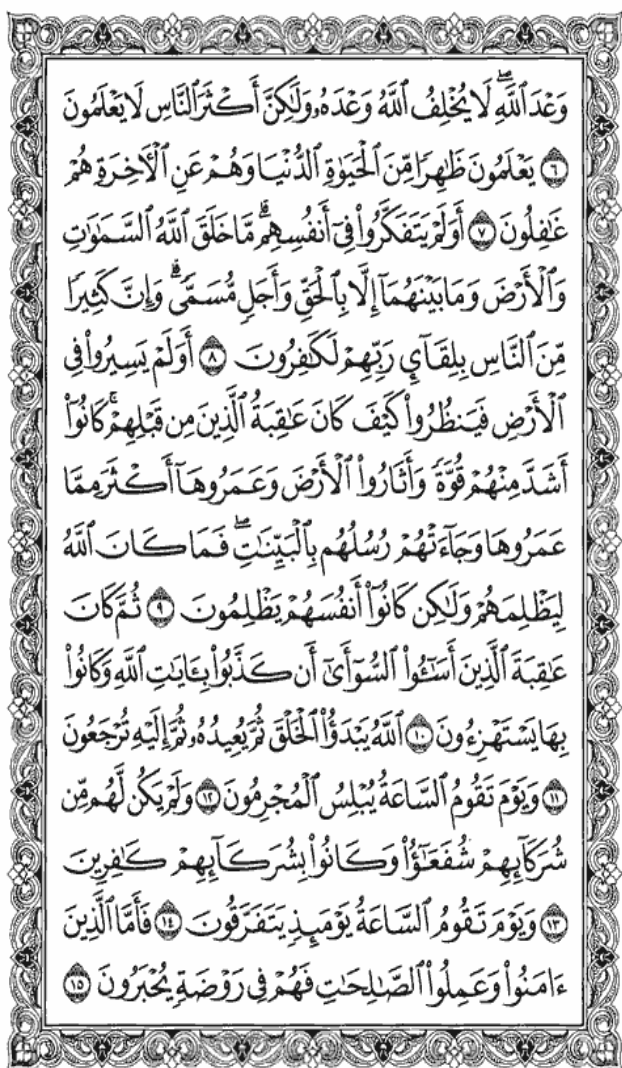 وَعۡدَ ٱللَّهِۖ لَا يُخۡلِفُ ٱللَّهُ وَعۡدَهُۥ وَلَٰكِنَّ أَكۡثَرَ ٱلنَّاسِ لَا يَعۡلَمُونَ
٦ يَعۡلَمُونَ ظَٰهِرٗا مِّنَ ٱلۡحَيَوٰةِ ٱلدُّنۡيَا وَهُمۡ عَنِ ٱلۡأٓخِرَةِ هُمۡ
غَٰفِلُونَ ٧ أَوَلَمۡ يَتَفَكَّرُواْ فِيٓ أَنفُسِهِمۗ مَّا خَلَقَ ٱللَّهُ ٱلسَّمَٰوَٰتِ
وَٱلۡأَرۡضَ وَمَا بَيۡنَهُمَآ إِلَّا بِٱلۡحَقِّ وَأَجَلٖ مُّسَمّٗىۗ وَإِنَّ كَثِيرٗا
مِّنَ ٱلنَّاسِ بِلِقَآيِٕ رَبِّهِمۡ لَكَٰفِرُونَ ٨ أَوَلَمۡ يَسِيرُواْ فِي
ٱلۡأَرۡضِ فَيَنظُرُواْ كَيۡفَ كَانَ عَٰقِبَةُ ٱلَّذِينَ مِن قَبۡلِهِمۡۚ كَانُوٓاْ
أَشَدَّ مِنۡهُمۡ قُوَّةٗ وَأَثَارُواْ ٱلۡأَرۡضَ وَعَمَرُوهَآ أَكۡثَرَ مِمَّا
عَمَرُوهَا وَجَآءَتۡهُمۡ رُسُلُهُم بِٱلۡبَيِّنَٰتِۖ فَمَا كَانَ ٱللَّهُ
لِيَظۡلِمَهُمۡ وَلَٰكِن كَانُوٓاْ أَنفُسَهُمۡ يَظۡلِمُونَ ٩ ثُمَّ كَانَ
عَٰقِبَةَ ٱلَّذِينَ أَسَٰٓـُٔواْ ٱلسُّوٓأَىٰٓ أَن كَذَّبُواْ بِـَٔايَٰتِ ٱللَّهِ وَكَانُواْ
بِهَا يَسۡتَهۡزِءُونَ ١٠ ٱللَّهُ يَبۡدَؤُاْ ٱلۡخَلۡقَ ثُمَّ يُعِيدُهُۥ ثُمَّ إِلَيۡهِ تُرۡجَعُونَ
١١ وَيَوۡمَ تَقُومُ ٱلسَّاعَةُ يُبۡلِسُ ٱلۡمُجۡرِمُونَ ١٢ وَلَمۡ يَكُن لَّهُم مِّن
شُرَكَآئِهِمۡ شُفَعَٰٓؤُاْ وَكَانُواْ بِشُرَكَآئِهِمۡ كَٰفِرِينَ
١٣ وَيَوۡمَ تَقُومُ ٱلسَّاعَةُ يَوۡمَئِذٖ يَتَفَرَّقُونَ ١٤ فَأَمَّا ٱلَّذِينَ
ءَامَنُواْ وَعَمِلُواْ ٱلصَّٰلِحَٰتِ فَهُمۡ فِي رَوۡضَةٖ يُحۡبَرُونَ ١٥